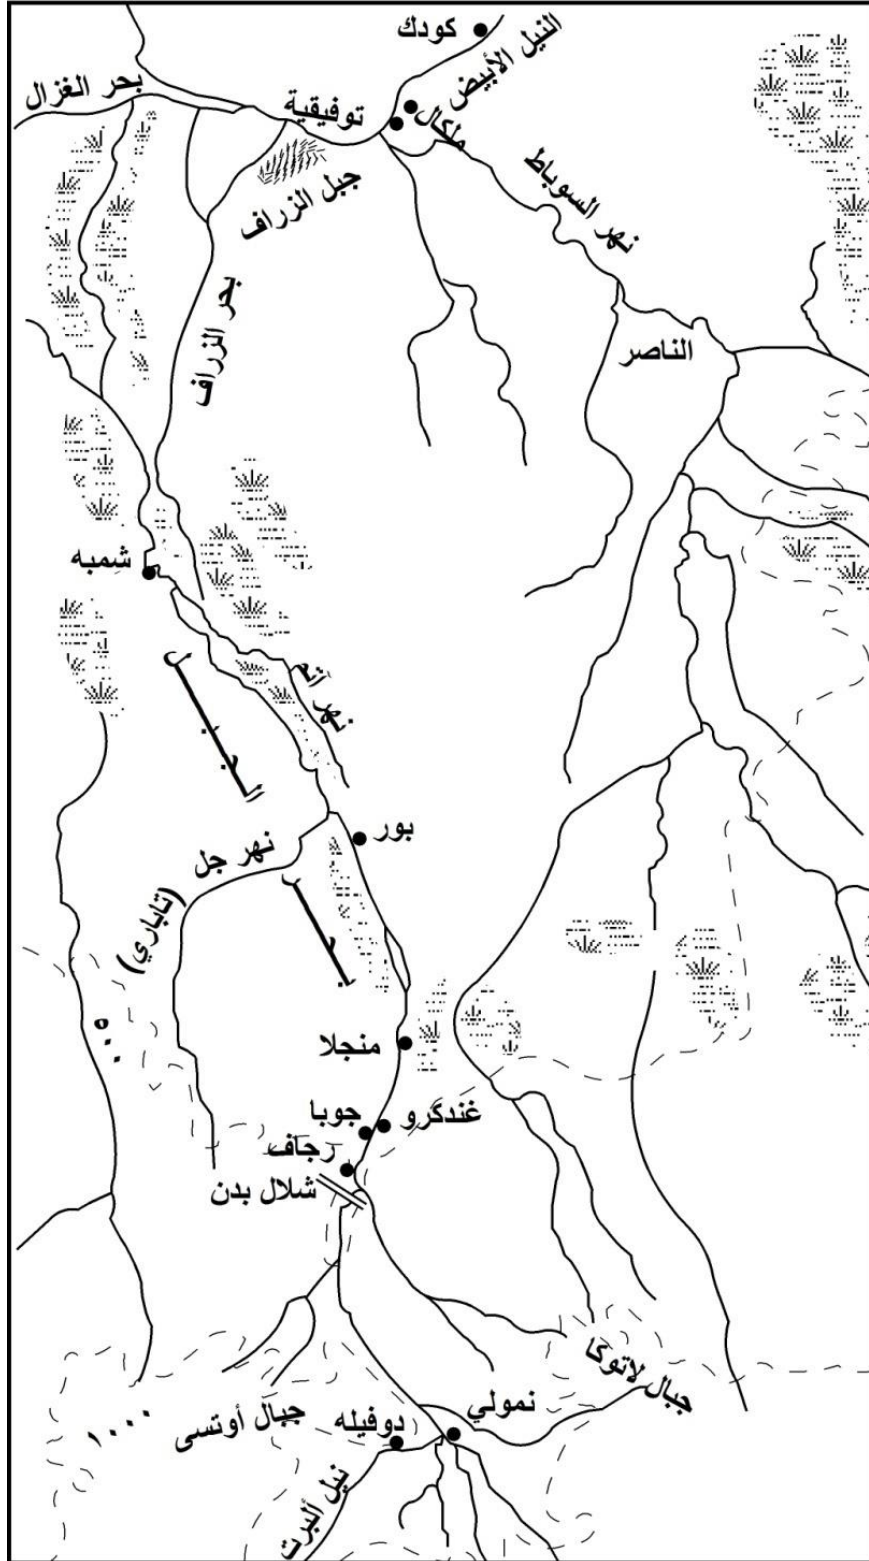 كودك
النيل الأبيض
بحر الغزال
توفيقية
ملكال
جبل الزراف
نهر السوباط
بحر الزراف
الناصر
شمبه
نهر آتم
بور
نهر جل
(تاباري)
٥٠٠
منجلا
غندكرو
جوبا
رجاف
شلال بدن
جبال لاتوكا
نمولي
دوفيله
جبال أوتسى
١٠٠٠
نيل ألبرت